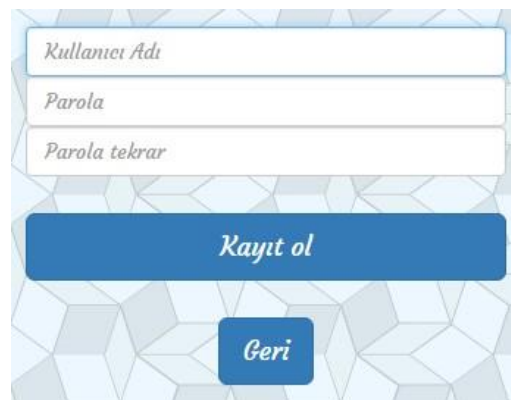 Kullanıcı Adı
Parola
Parola tekrar
Kayıt ol
Geri